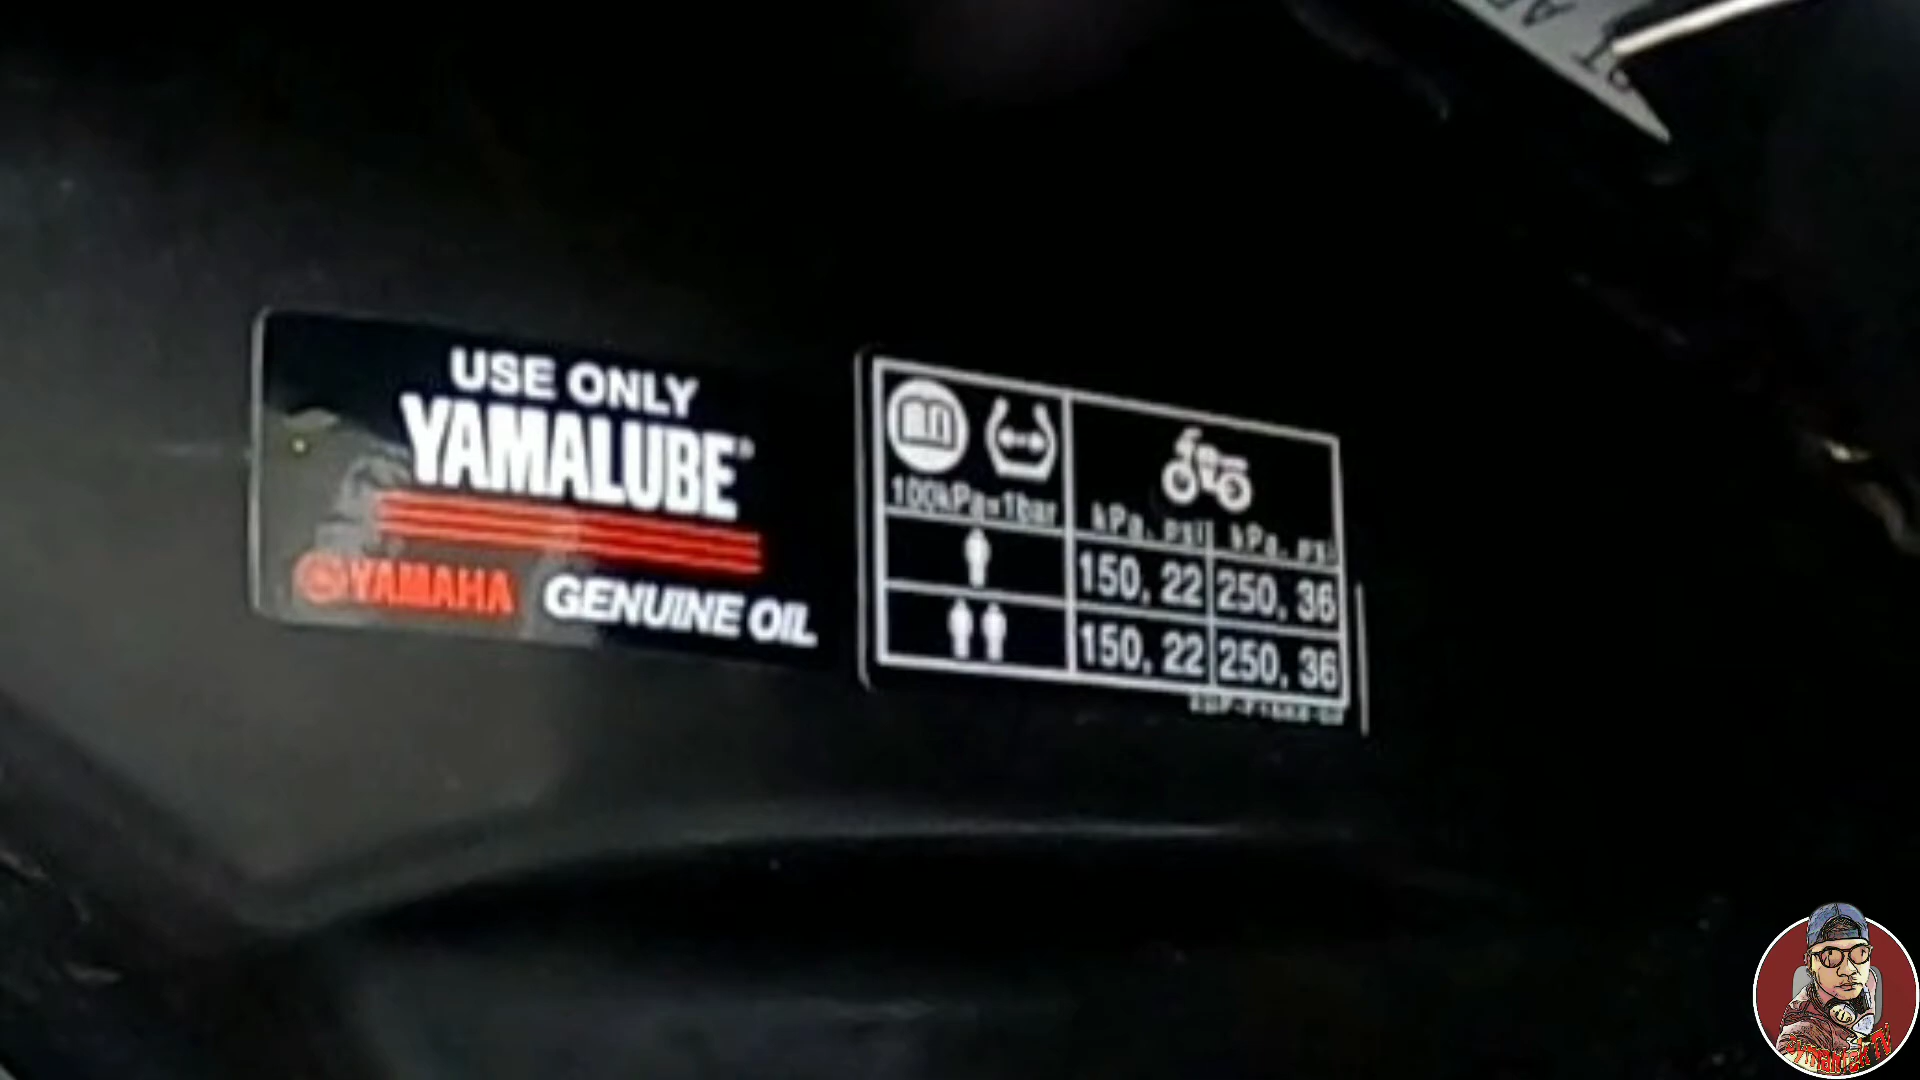 USE ONLY
YAMALUBE®
YAMAHA GENUINE OIL
100kPa=1bar
kPa, psi kPa, psi
150, 22 250, 36
150, 22 250, 36